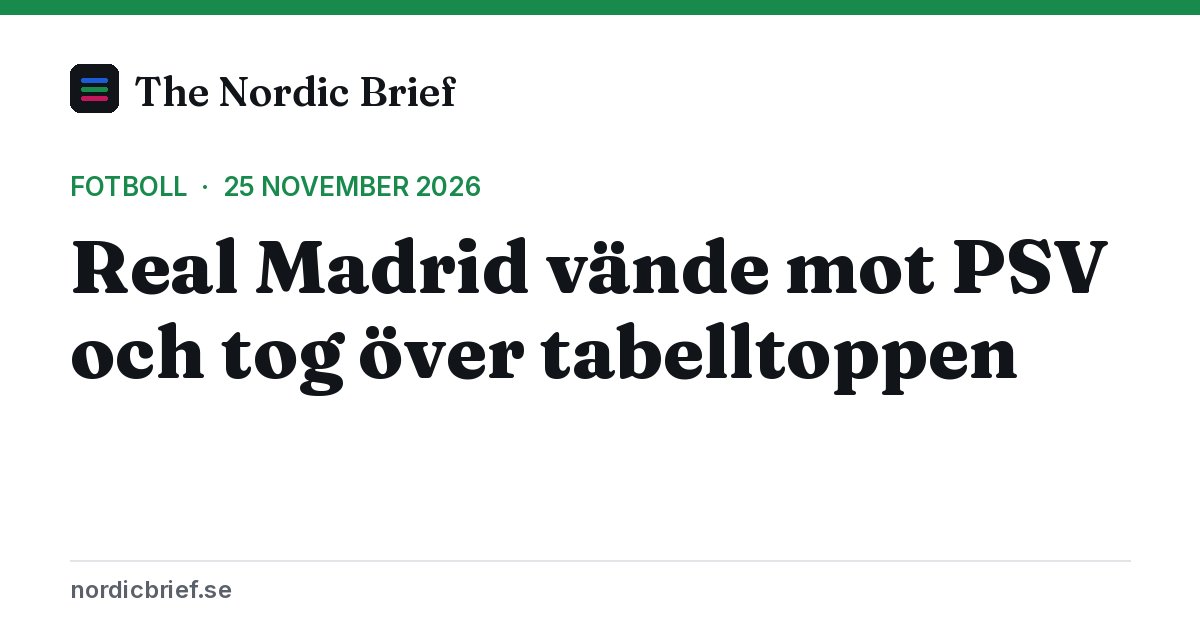 The Nordic Brief
FOTBOLL · 25 NOVEMBER 2026
Real Madrid vände mot PSV
och tog över tabelltoppen
nordicbrief.se